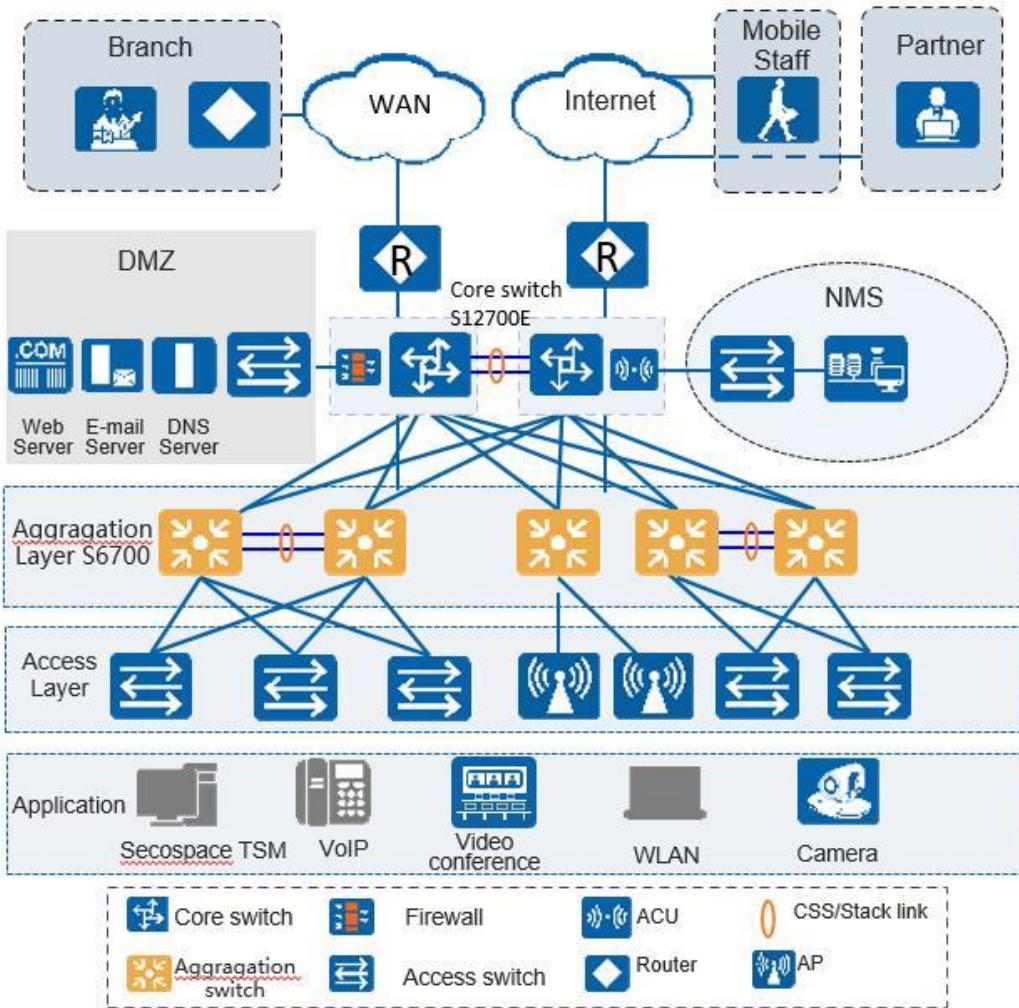 Branch
WAN
Internet
Mobile
Staff
Partner
DMZ
R
R
Core switch
S12700E
NMS
.COM
Web
Server
E-mail
Server
DNS
Server
Aggragation
Layer S6700
Access
Layer
Application
Secospace TSM
VoIP
Video
conference
WLAN
Camera
Core switch
Firewall
ACU
CSS/Stack link
Aggragation
switch
Access switch
Router
AP